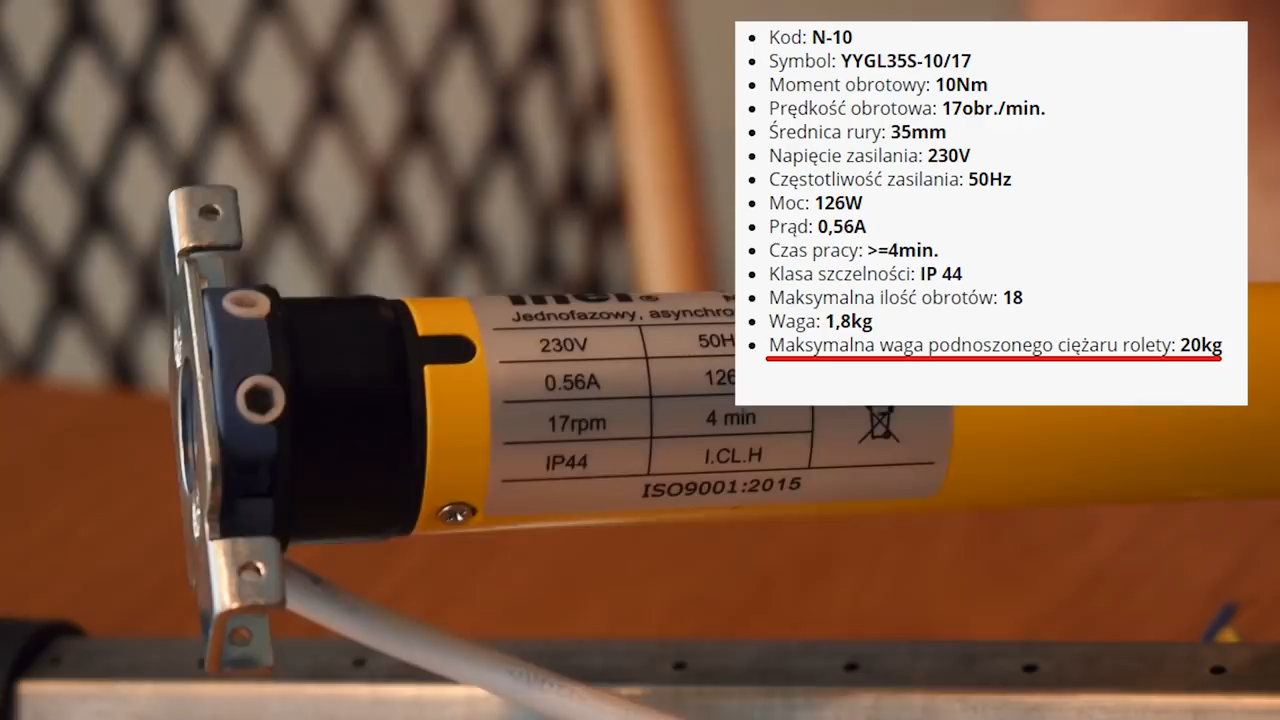 Kod: N-10
Symbol: YYGL35S-10/17
Moment obrotowy: 10Nm
Prędkość obrotowa: 17obr./min.
Średnica rury: 35mm
Napięcie zasilania: 230V
Częstotliwość zasilania: 50Hz
Moc: 126W
Prąd: 0,56A
Czas pracy: >=4min.
Klasa szczelności: IP 44
Maksymalna ilość obrotów: 18
Waga: 1,8kg
Maksymalna waga podnoszonego ciężaru rolety: 20kg
Jednofazowy, asynchro
230V 50H
0.56A 126
17rpm 4 min
IP44 I.CL.H
ISO9001:2015